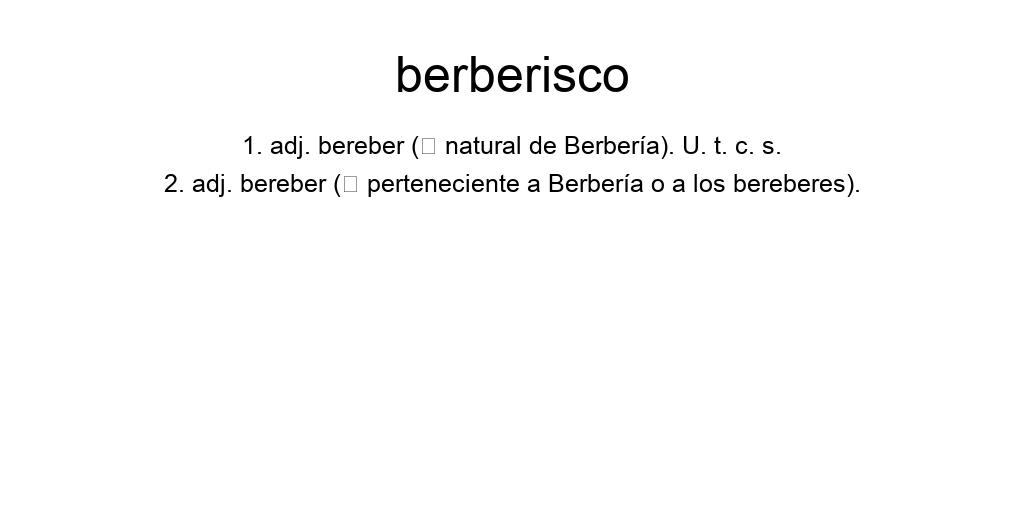 berberisco
1. adj. bereber (□ natural de Berbería). U. t. c. s.
2. adj. bereber (□ perteneciente a Berbería o a los bereberes).